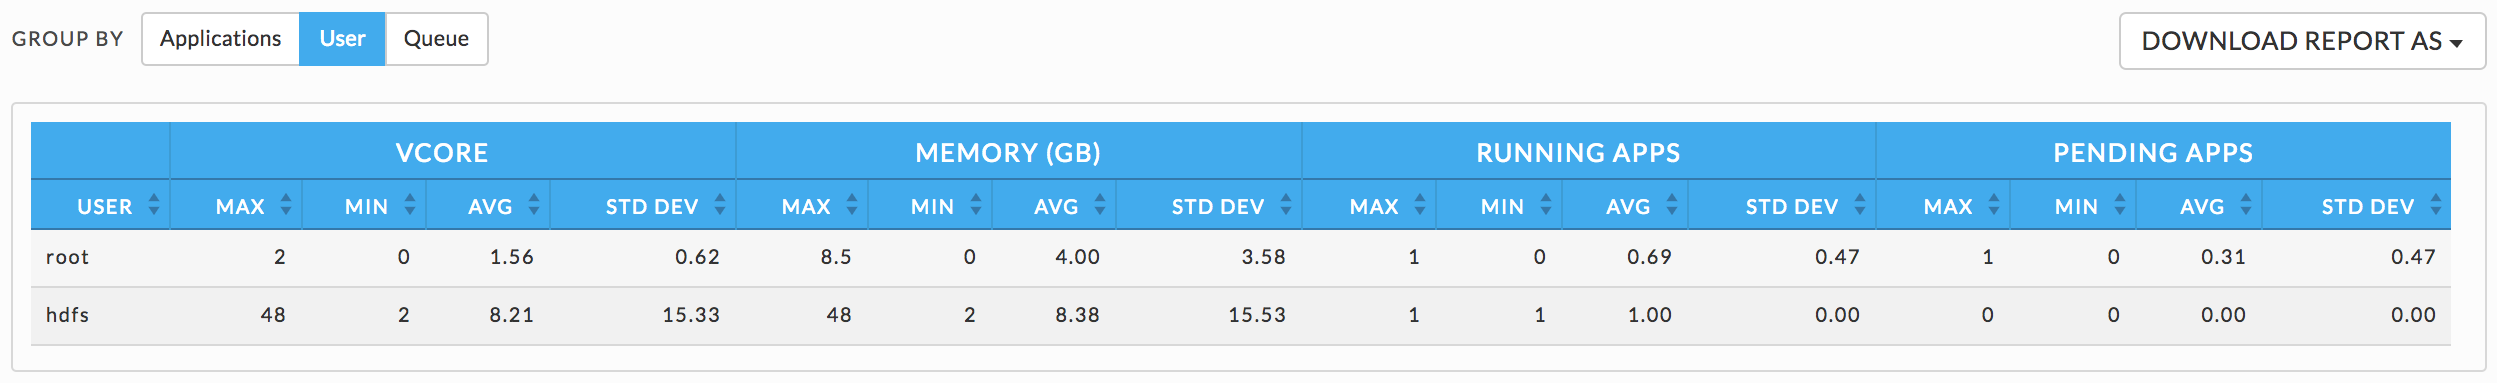 GROUP BY Applications User Queue DOWNLOAD REPORT AS
VCORE MEMORY (GB) RUNNING APPS PENDING APPS
USER MAX MIN AVG STD DEV MAX MIN AVG STD DEV MAX MIN AVG STD DEV MAX MIN AVG STD DEV
root 2 0 1.56 0.62 8.5 0 4.00 3.58 1 0 0.69 0.47 1 0 0.31 0.47
hdfs 48 2 8.21 15.33 48 2 8.38 15.53 1 1 1.00 0.00 0 0 0.00 0.00